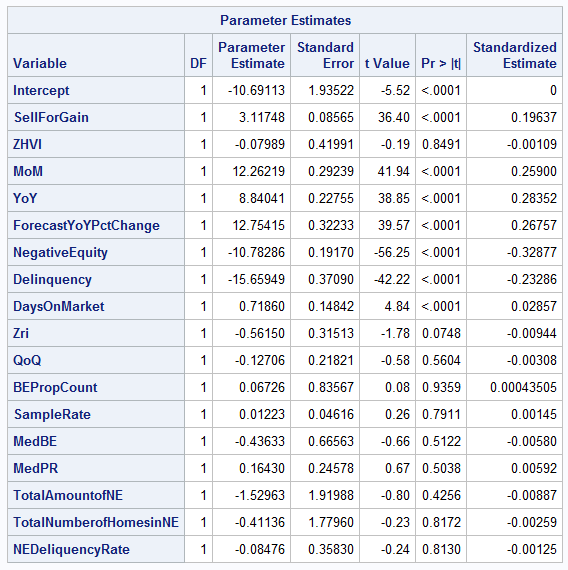 Parameter Estimates
Variable DF Parameter Estimate Standard Error t Value Pr > |t| Standardized Estimate
Intercept 1 -10.69113 1.93522 -5.52 <.0001 0
SellForGain 1 3.11748 0.08565 36.40 <.0001 0.19637
ZHVI 1 -0.07989 0.41991 -0.19 0.8491 -0.00109
MoM 1 12.26219 0.29239 41.94 <.0001 0.25900
YoY 1 8.84041 0.22755 38.85 <.0001 0.28352
ForecastYoYPctChange 1 12.75415 0.32233 39.57 <.0001 0.26757
NegativeEquity 1 -10.78286 0.19170 -56.25 <.0001 -0.32877
Delinquency 1 -15.65949 0.37090 -42.22 <.0001 -0.23286
DaysOnMarket 1 0.71860 0.14842 4.84 <.0001 0.02857
Zri 1 -0.56150 0.31513 -1.78 0.0748 -0.00944
QoQ 1 -0.12706 0.21821 -0.58 0.5604 -0.00308
BEPropCount 1 0.06726 0.83567 0.08 0.9359 0.00043505
SampleRate 1 0.01223 0.04616 0.26 0.7911 0.00145
MedBE 1 -0.43633 0.66563 -0.66 0.5122 -0.00580
MedPR 1 0.16430 0.24578 0.67 0.5038 0.00592
TotalAmountofNE 1 -1.52963 1.91988 -0.80 0.4256 -0.00887
TotalNumberofHomesinNE 1 -0.41136 1.77960 -0.23 0.8172 -0.00259
NEDeliquencyRate 1 -0.08476 0.35830 -0.24 0.8130 -0.00125